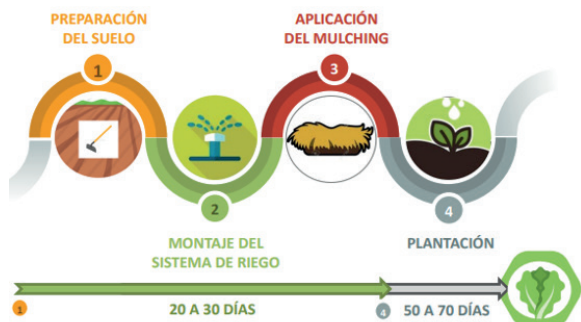 PREPARACIÓN
DEL SUELO
APLICACIÓN
DEL MULCHING
1
3
2
4
MONTAJE DEL
SISTEMA DE RIEGO
PLANTACIÓN
1
20 A 30 DÍAS
4
50 A 70 DÍAS